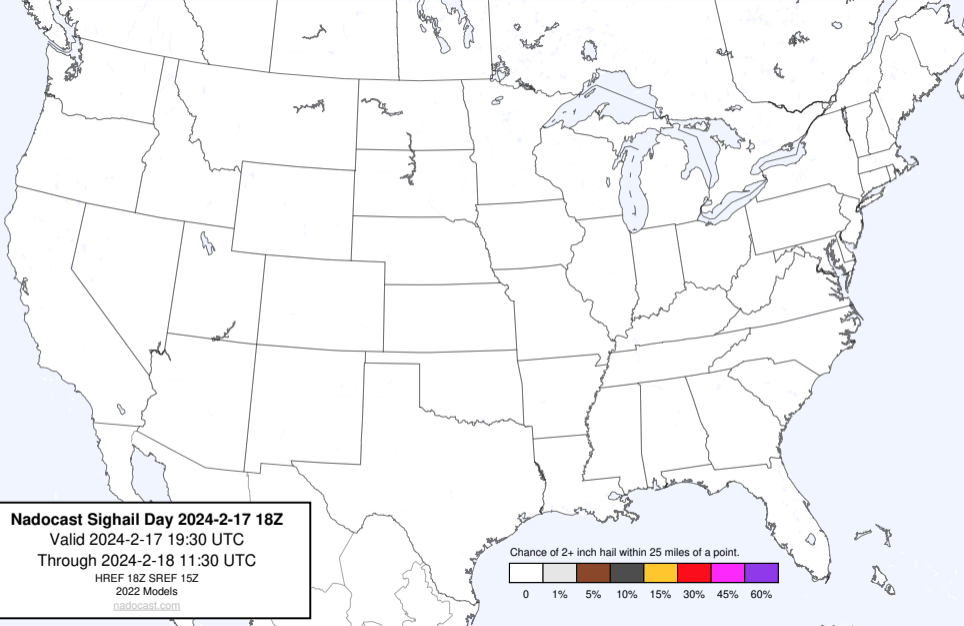 Nadocast Sighail Day 2024-2-17 18Z
Valid 2024-2-17 19:30 UTC
Through 2024-2-18 11:30 UTC
HREF 18Z SREF 15Z
2022 Models
nadocast.com
Chance of 2+ inch hail within 25 miles of a point.
0 1% 5% 10% 15% 30% 45% 60%